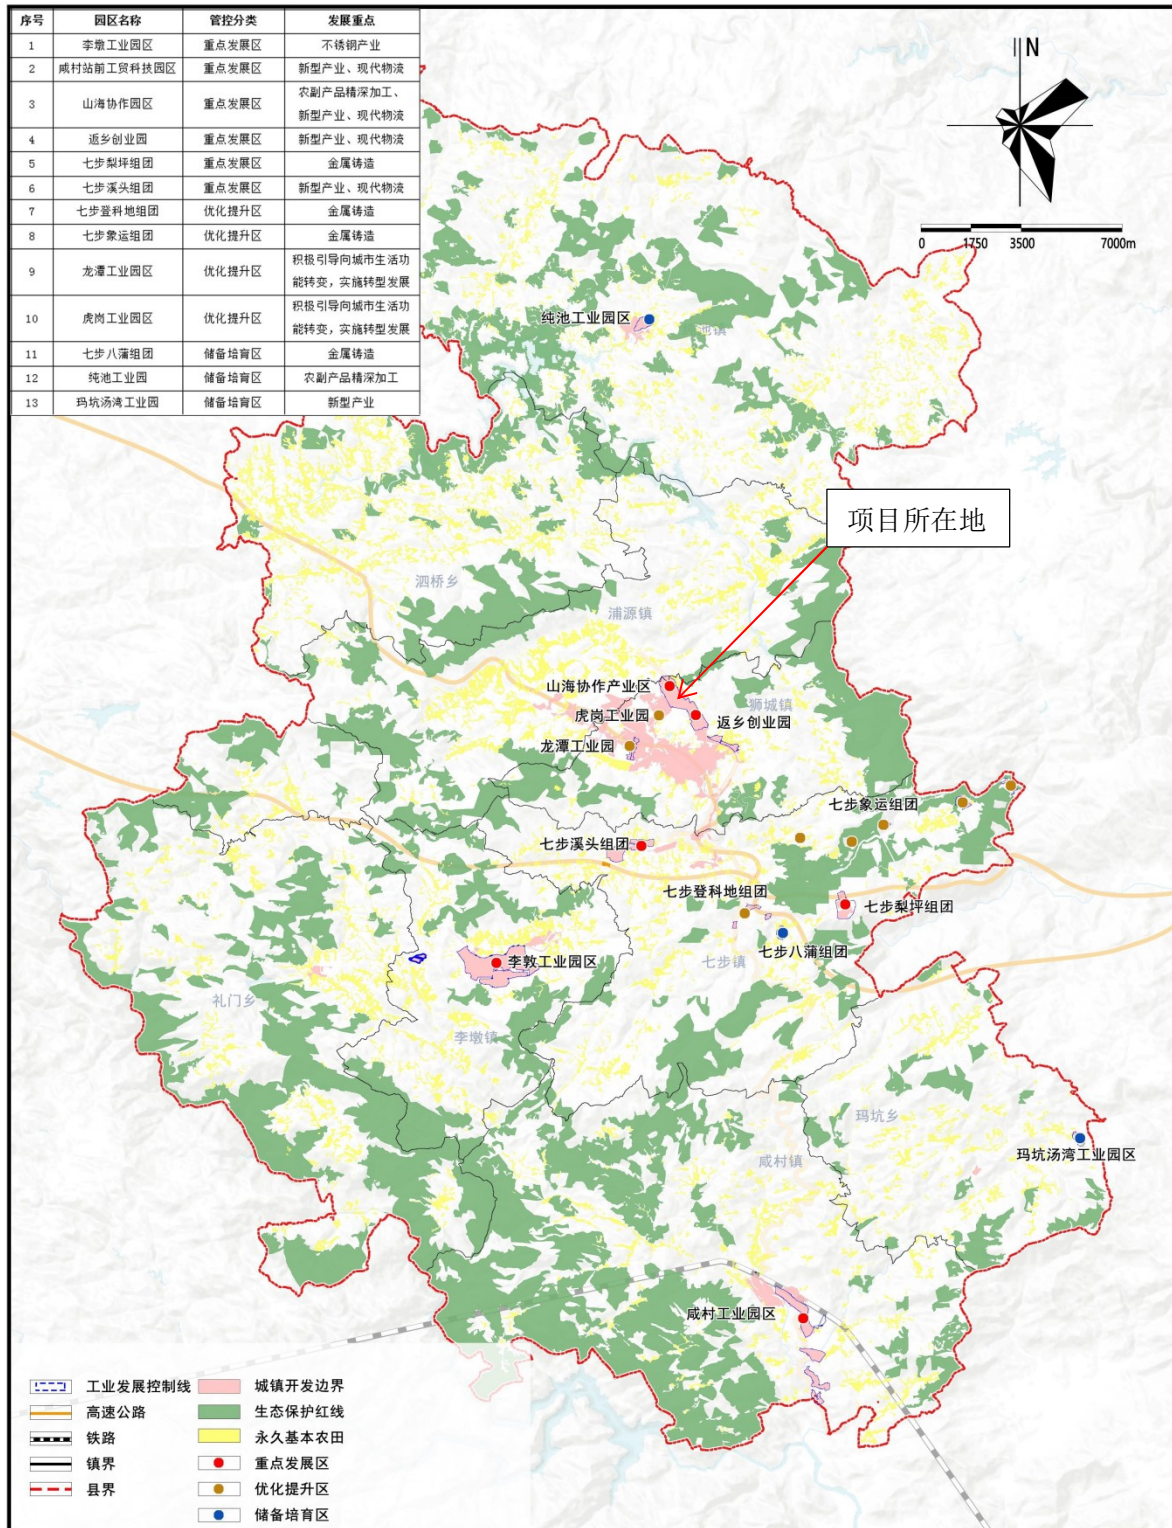 序号 园区名称 管控分类 发展重点
1 李墩工业园区 重点发展区 不锈钢产业
2 咸村站前工贸科技园区 重点发展区 新型产业、现代物流
3 山海协作园区 重点发展区 农副产品精深加工、
新型产业、现代物流
4 返乡创业园 重点发展区 新型产业、现代物流
5 七步梨坪组团 重点发展区 金属铸造
6 七步溪头组团 重点发展区 新型产业、现代物流
7 七步登科地组团 优化提升区 金属铸造
8 七步象运组团 优化提升区 金属铸造
9 龙潭工业园区 优化提升区 积极引导向城市生活功
能转变，实施转型发展
10 虎岗工业园区 优化提升区 积极引导向城市生活功
能转变，实施转型发展
11 七步八蒲组团 储备培育区 金属铸造
12 纯池工业园 储备培育区 农副产品精深加工
13 玛坑汤湾工业园 储备培育区 新型产业
N
0 1750 3500 7000m
纯池工业园区
池镇
项目所在地
泗桥乡
浦源镇
山海协作产业区
狮城镇
虎岗工业园
返乡创业园
龙潭工业园
七步象运组团
七步溪头组团
七步登科地组团
七步梨坪组团
七步八蒲组团
李敦工业园区
七步镇
礼门乡
李墩镇
玛坑乡
玛坑汤湾工业园区
咸村镇
咸村工业园区
工业发展控制线 城镇开发边界
高速公路 生态保护红线
铁路 永久基本农田
镇界 重点发展区
县界 优化提升区
储备培育区